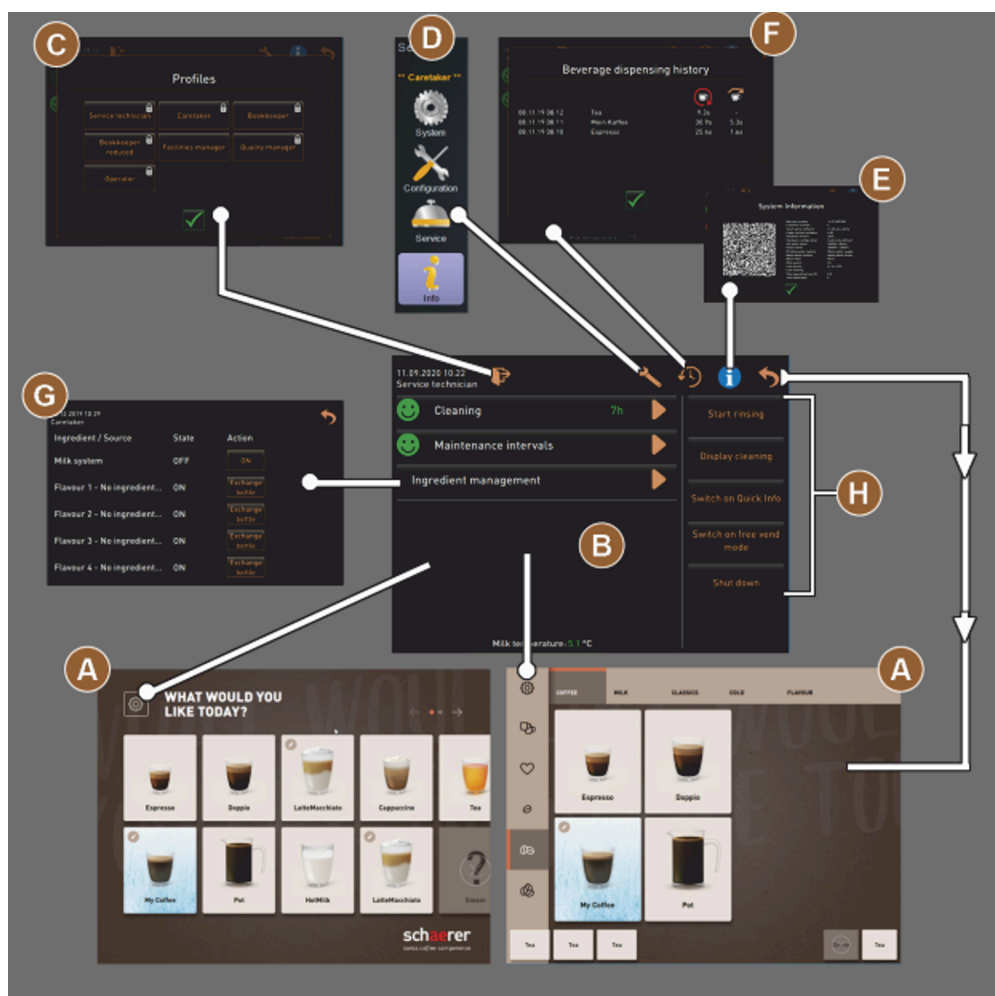 C
Profiles
Service technician
Caretaker
Bookkeeper
Bookkeeper
reduced
Facilities manager
Quality manager
Operator
D
** Caretaker **
System
Configuration
Service
Info
F
Beverage dispensing history
08.11.19 08.12 Tea 9.2s -
08.11.19 08.11 Mein Kaffee 30.9s 5.3s
08.11.19 08.10 Espresso
E
System Information
G
Caretaker
Ingredient / Source State Action
Milk system OFF ON
Flavour 1 - No ingredient... ON Exchange
bottle
Flavour 2 - No ingredient... ON Exchange
bottle
Flavour 3 - No ingredient... ON Exchange
bottle
Flavour 4 - No ingredient... ON Exchange
bottle
11.09.2020 10.22
Service technician
i
Cleaning 7h
Maintenance intervals
Ingredient management
Start rinsing
Display cleaning
Switch on Quick Info
Switch on free vend
mode
Shut down
H
B
Milk temperature: 5.1 °C
A
WHAT WOULD YOU
LIKE TODAY?
Espresso
Doppio
LatteMacchiato
Cappuccino
Tea
My Coffee
Pot
HotMilk
LatteMacchiato
?
Steam
schaerer
swiss coffee competence
A
COFFEE
MILK
CLASSICS
COLD
FLAVOUR
Espresso
Doppio
My Coffee
Pot
Tea
Tea
Tea
Tea